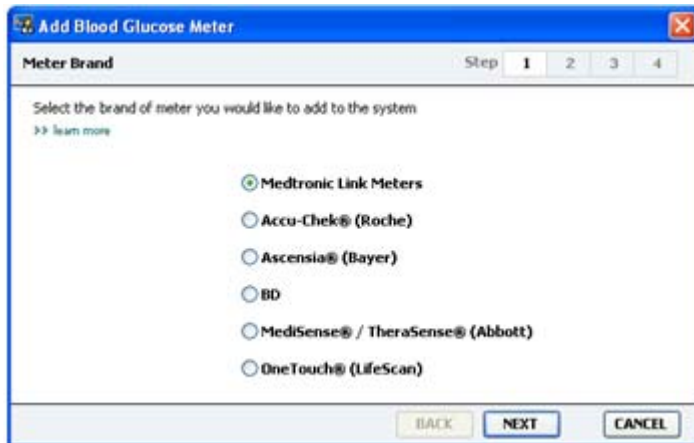 Add Blood Glucose Meter
Meter Brand Step 1 2 3 4
Select the brand of meter you would like to add to the system
>> learn more
Medtronic Link Meters
Accu-Chek® (Roche)
Ascensia® (Bayer)
BD
MediSense® / TheraSense® (Abbott)
OneTouch® (LifeScan)
BACK NEXT CANCEL